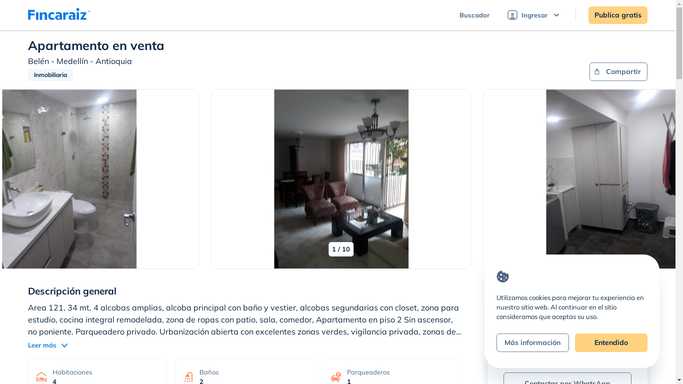 Fincaraiz
Buscador
Ingresar
Publica gratis
Apartamento en venta
Belén - Medellín - Antioquia
Inmobiliaria
Compartir
1 / 10
Descripción general
Area 121, 34 mt, 4 alcobas amplias, alcoba principal con baño y vestier, alcobas segundarias con closet, zona para
estudio, cocina integral remodelada, zona de ropas con patio, sala, comedor, Apartamento en piso 2 Sin ascensor,
no poniente. Parqueadero privado. Urbanización abierta con excelentes zonas verdes, vigilancia privada, zonas de...
Leer más
Habitaciones
4
Baños
2
Parqueaderos
1
Utilizamos cookies para mejorar tu experiencia en
nuestro sitio web. Al continuar en el sitio
consideramos que aceptas su uso.
Más información
Entendido
Contactar por WhatsApp